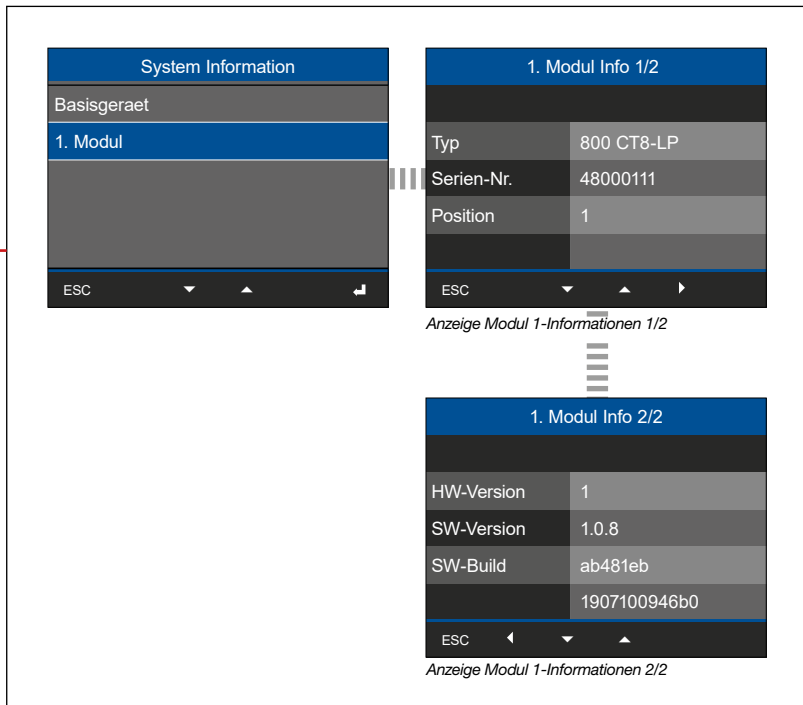 System Information
Basisgeraet
1. Modul
ESC
1. Modul Info 1/2
Typ 800 CT8-LP
Serien-Nr. 48000111
Position 1
ESC
Anzeige Modul 1-Informationen 1/2
1. Modul Info 2/2
HW-Version 1
SW-Version 1.0.8
SW-Build ab481eb
1907100946b0
ESC
Anzeige Modul 1-Informationen 2/2